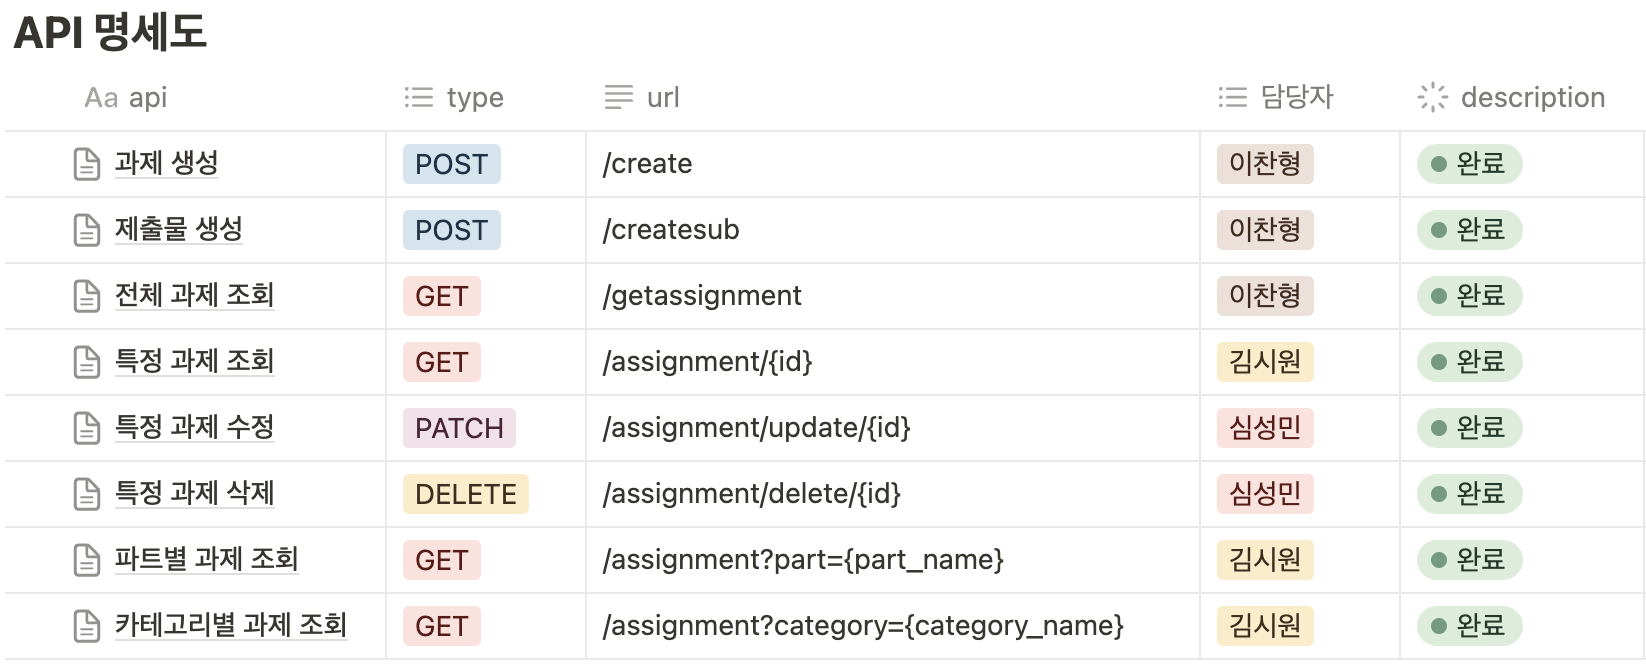 API 명세도
Aa api type url 담당자 description
과제 생성 POST /create 이찬형 완료
제출물 생성 POST /createsub 이찬형 완료
전체 과제 조회 GET /getassignment 이찬형 완료
특정 과제 조회 GET /assignment/{id} 김시원 완료
특정 과제 수정 PATCH /assignment/update/{id} 심성민 완료
특정 과제 삭제 DELETE /assignment/delete/{id} 심성민 완료
파트별 과제 조회 GET /assignment?part={part_name} 김시원 완료
카테고리별 과제 조회 GET /assignment?category={category_name} 김시원 완료